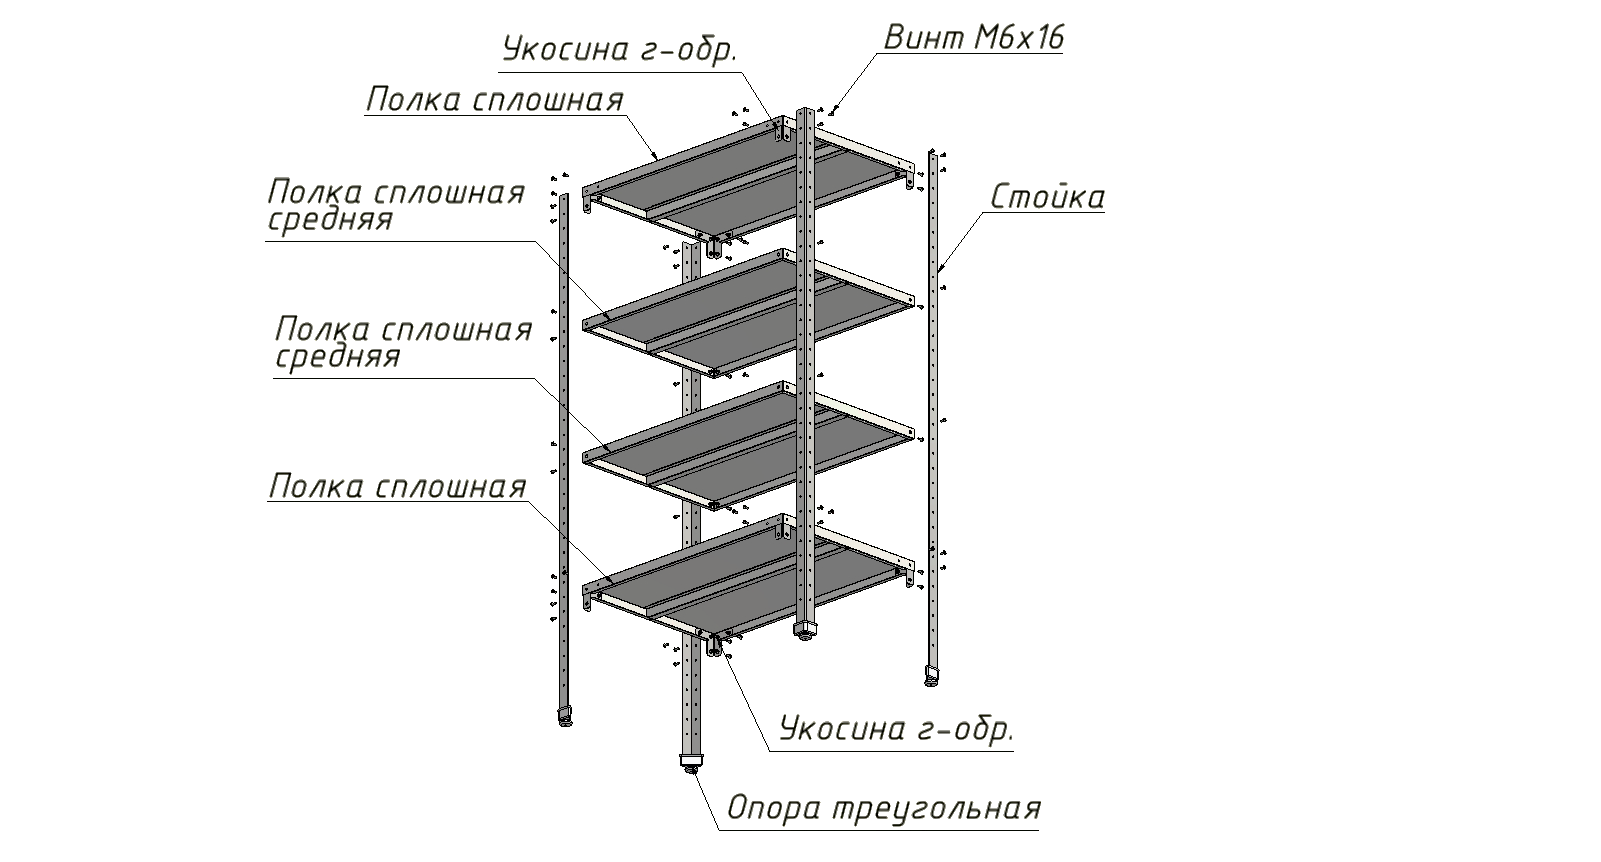 Винт М6х16
Укосина г-обр.
Полка сплошная
Полка сплошная
средняя
Стойка
Полка сплошная
средняя
Полка сплошная
Укосина г-обр.
Опора треугольная